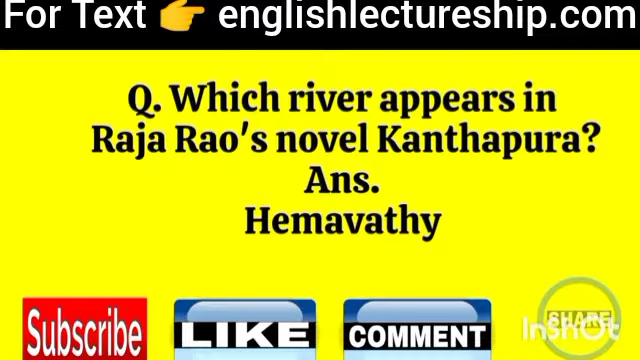 For Text 👉 englishlectureship.com
Q. Which river appears in
Raja Rao's novel Kanthapura?
Ans.
Hemavathy
Subscribe
LIKE
COMMENT
SHARE
InShOt